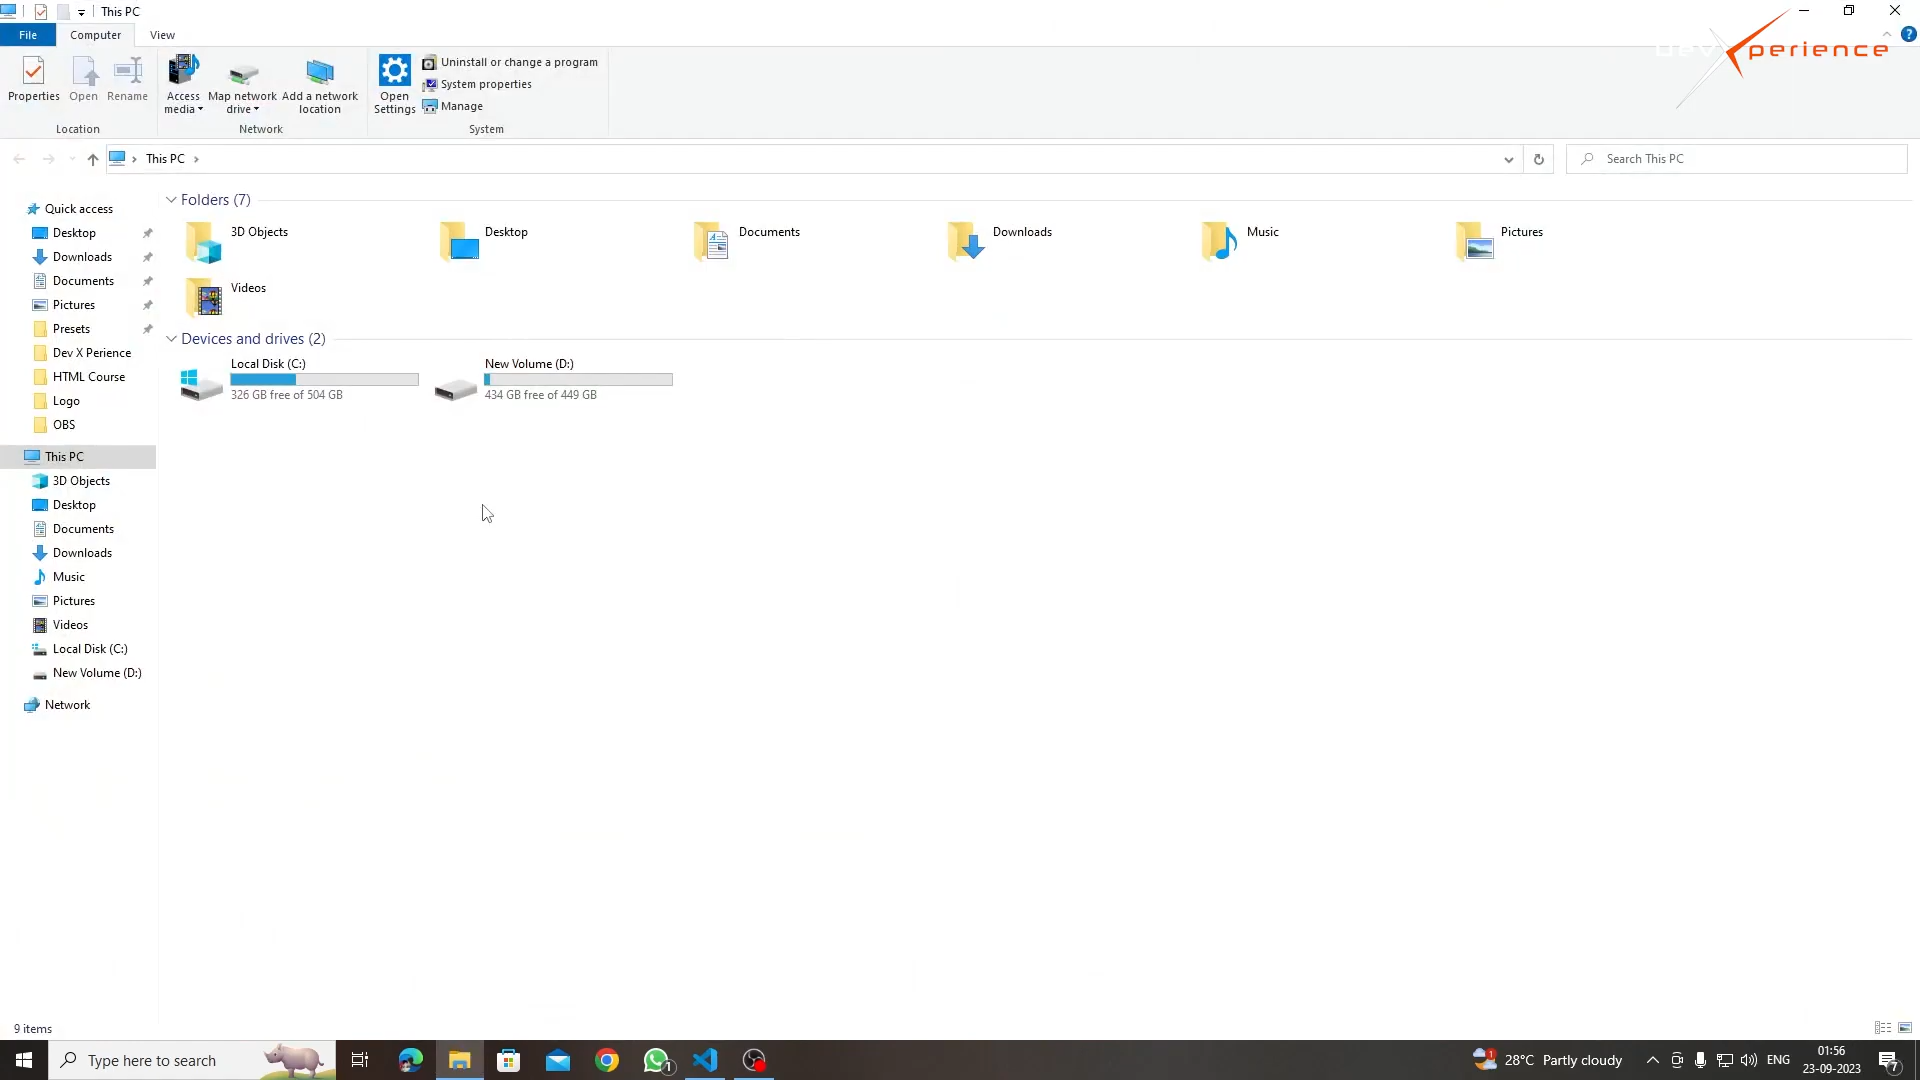 This PC
File Computer View
dev perience
Properties
Open
Rename
Access media
Map network drive
Add a network location
Open Settings
Uninstall or change a program
System properties
Manage
Location
Network
System
This PC
Search This PC
Quick access
Desktop
Downloads
Documents
Pictures
Presets
Dev X Perience
HTML Course
Logo
OBS
This PC
3D Objects
Desktop
Documents
Downloads
Music
Pictures
Videos
Local Disk (C:)
New Volume (D:)
Network
Folders (7)
3D Objects
Desktop
Documents
Downloads
Music
Pictures
Videos
Devices and drives (2)
Local Disk (C:)
326 GB free of 504 GB
New Volume (D:)
434 GB free of 449 GB
9 items
Type here to search
1
1
28°C Partly cloudy
ENG
01:56
23-09-2023
7